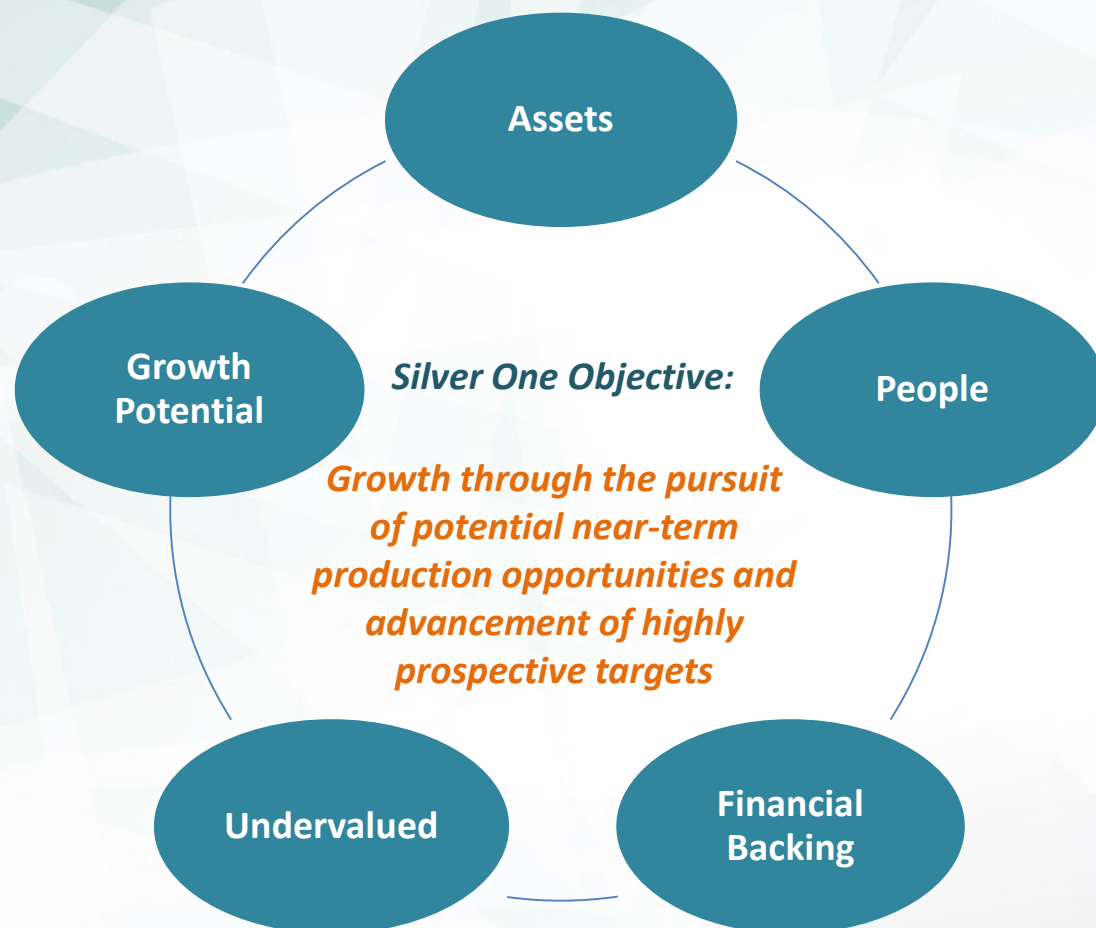 Assets
Growth
Potential
Silver One Objective:
People
Growth through the pursuit
of potential near-term
production opportunities and
advancement of highly
prospective targets
Undervalued
Financial
Backing